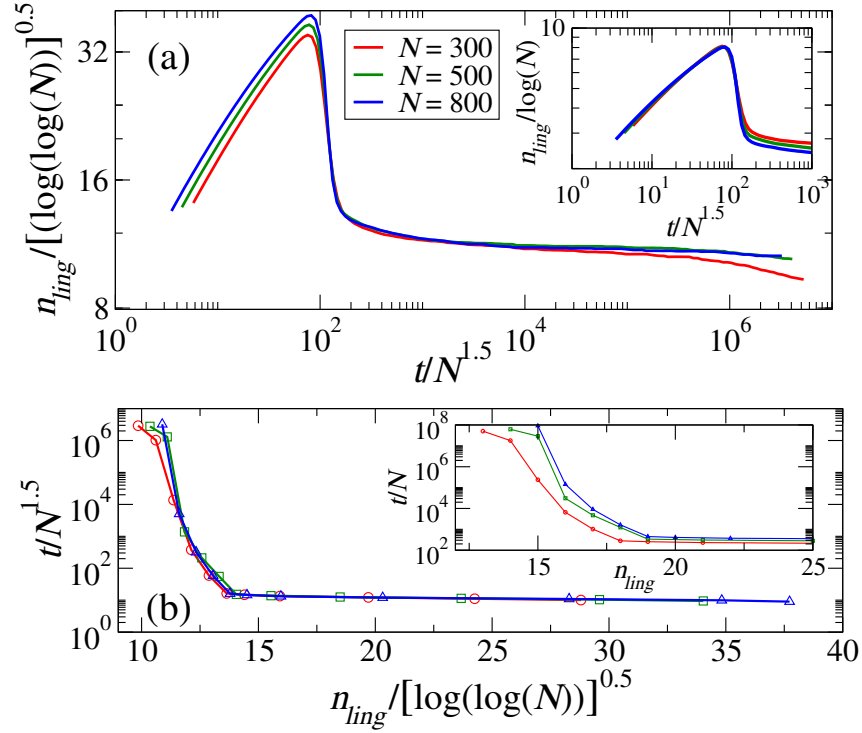 (a)
N = 300
N = 500
N = 800
n_ling/[(log(log(N))]^0.5
32
16
8
10^0
10^2
10^4
10^6
t/N^1.5
n_ling/log(N)
10
10^0
10^1
10^2
10^3
t/N^1.5
(b)
t/N^1.5
10^6
10^4
10^2
10^0
10
15
20
25
30
35
40
n_ling/[log(log(N))]^0.5
t/N
10^8
10^6
10^4
10^2
15
20
25
n_ling